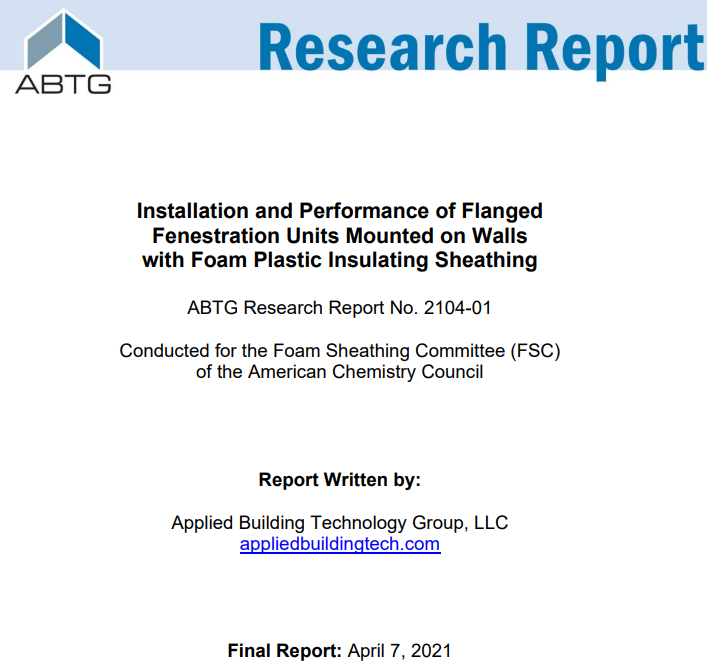 Research Report
ABTG
Installation and Performance of Flanged
Fenestration Units Mounted on Walls
with Foam Plastic Insulating Sheathing
ABTG Research Report No. 2104-01
Conducted for the Foam Sheathing Committee (FSC)
of the American Chemistry Council
Report Written by:
Applied Building Technology Group, LLC
appliedbuildingtech.com
Final Report: April 7, 2021